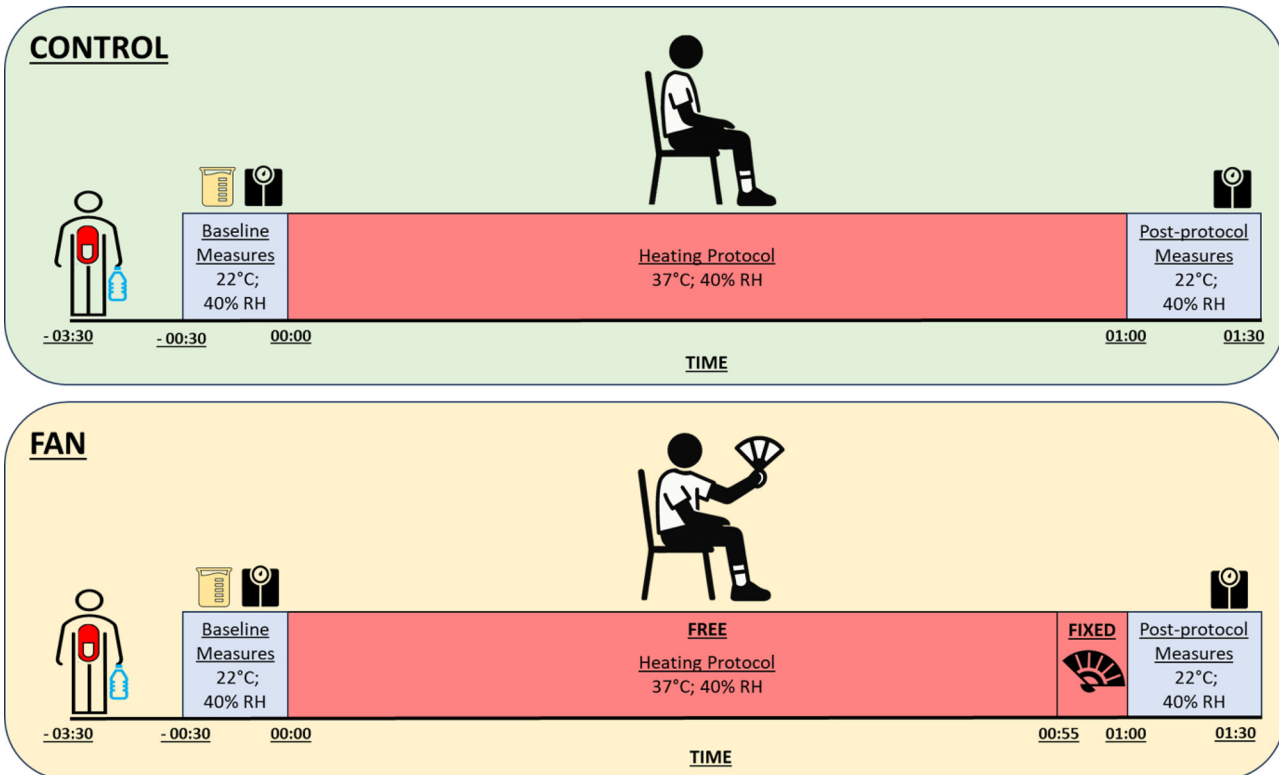 CONTROL
Baseline
Measures
22°C;
40% RH
Heating Protocol
37°C; 40% RH
Post-protocol
Measures
22°C;
40% RH
- 03:30
- 00:30
00:00
01:00
01:30
TIME
FAN
Baseline
Measures
22°C;
40% RH
FREE
Heating Protocol
37°C; 40% RH
FIXED
Post-protocol
Measures
22°C;
40% RH
- 03:30
- 00:30
00:00
00:55
01:00
01:30
TIME